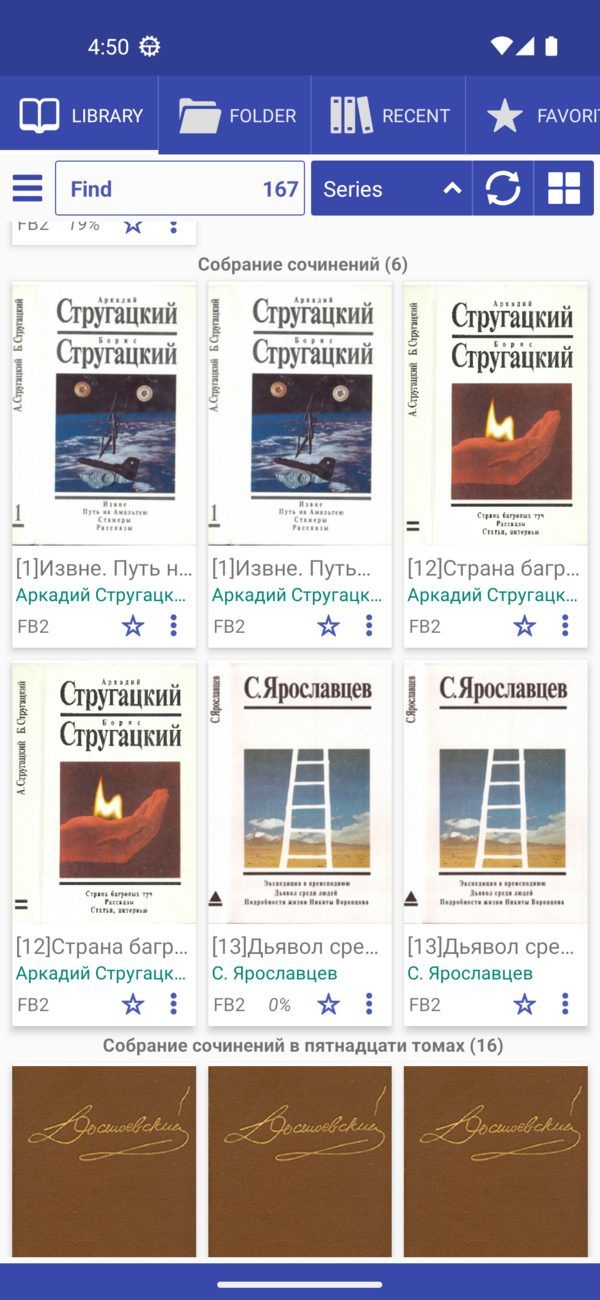 4:50
LIBRARY
FOLDER
RECENT
FAVORI
Find
167
Series
FB2 79%
Собрание сочинений (6)
Аркадий
Стругацкий
Борис
Стругацкий
А.Стругацкий Б.Стругацкий
1
Извне
Путь на Амальтею
Стажеры
Рассказы
Аркадий
Стругацкий
Борис
Стругацкий
А.Стругацкий Б.Стругацкий
1
Извне
Путь на Амальтею
Стажеры
Рассказы
Аркадий
Стругацкий
Борис
Стругацкий
А.Стругацкий Б.Стругацкий
Страна багровых туч
Рассказы
Статьи, интервью
[1]Извне. Путь н...
Аркадий Стругацк...
FB2
[1]Извне. Путь...
Аркадий Стругацк...
FB2
[12]Страна багр...
Аркадий Стругацк...
FB2
Аркадий
Стругацкий
Борис
Стругацкий
А.Стругацкий Б.Стругацкий
Страна багровых туч
Рассказы
Статьи, интервью
С.Ярославцев
С.Ярославцев
Экспедиция в преисподнюю
Дьявол среди людей
Подробности жизни Никиты Воронцова
С.Ярославцев
С.Ярославцев
Экспедиция в преисподнюю
Дьявол среди людей
Подробности жизни Никиты Воронцова
[12]Страна багр...
Аркадий Стругацк...
FB2
[13]Дьявол сре...
С. Ярославцев
FB2 0%
[13]Дьявол сре...
С. Ярославцев
FB2
Собрание сочинений в пятнадцати томах (16)
Достоевский
Достоевский
Достоевский